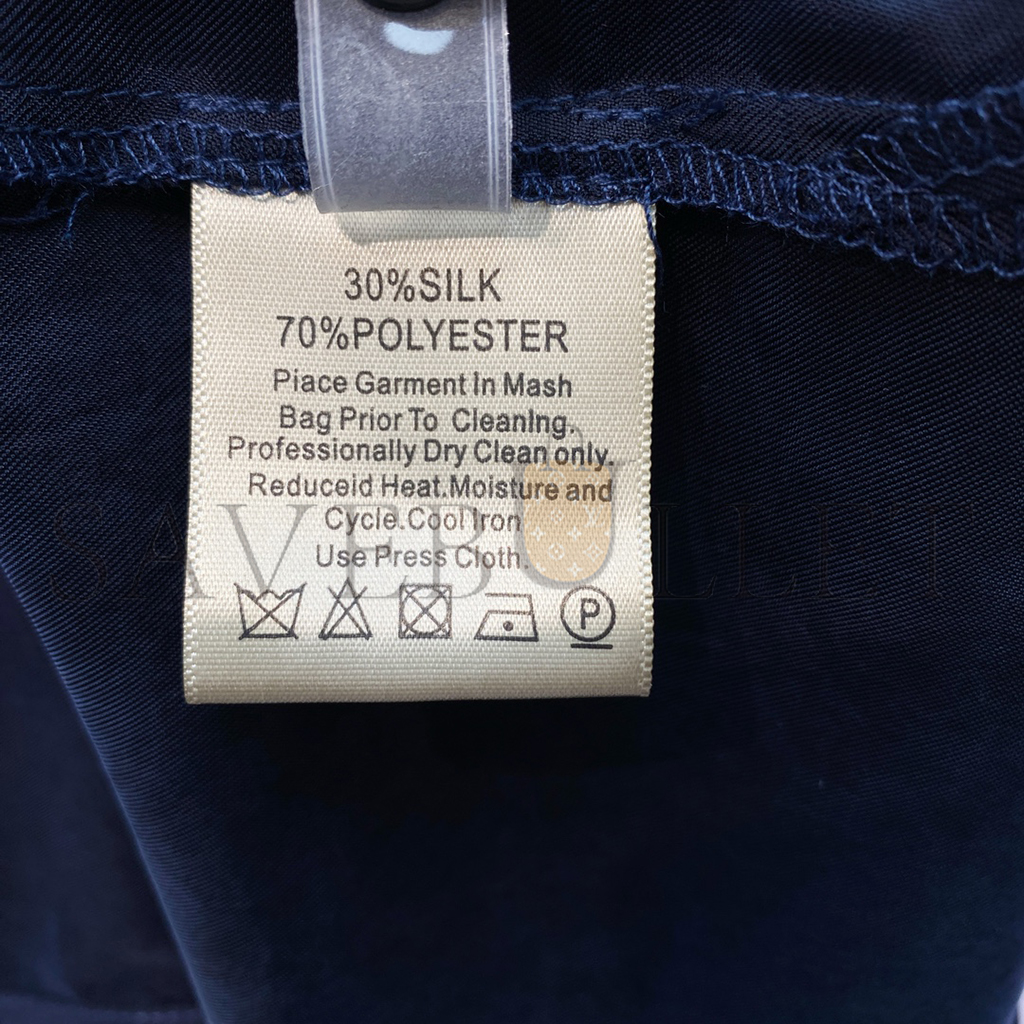 30%SILK
70%POLYESTER
Piace Garment In Mash
Bag Prior To CleanIng.
Professionally Dry Clean only.
Reduceid Heat.Moisture and
Cycle.Cool Iron
Use Press Cloth.
P
SAVEBULLET